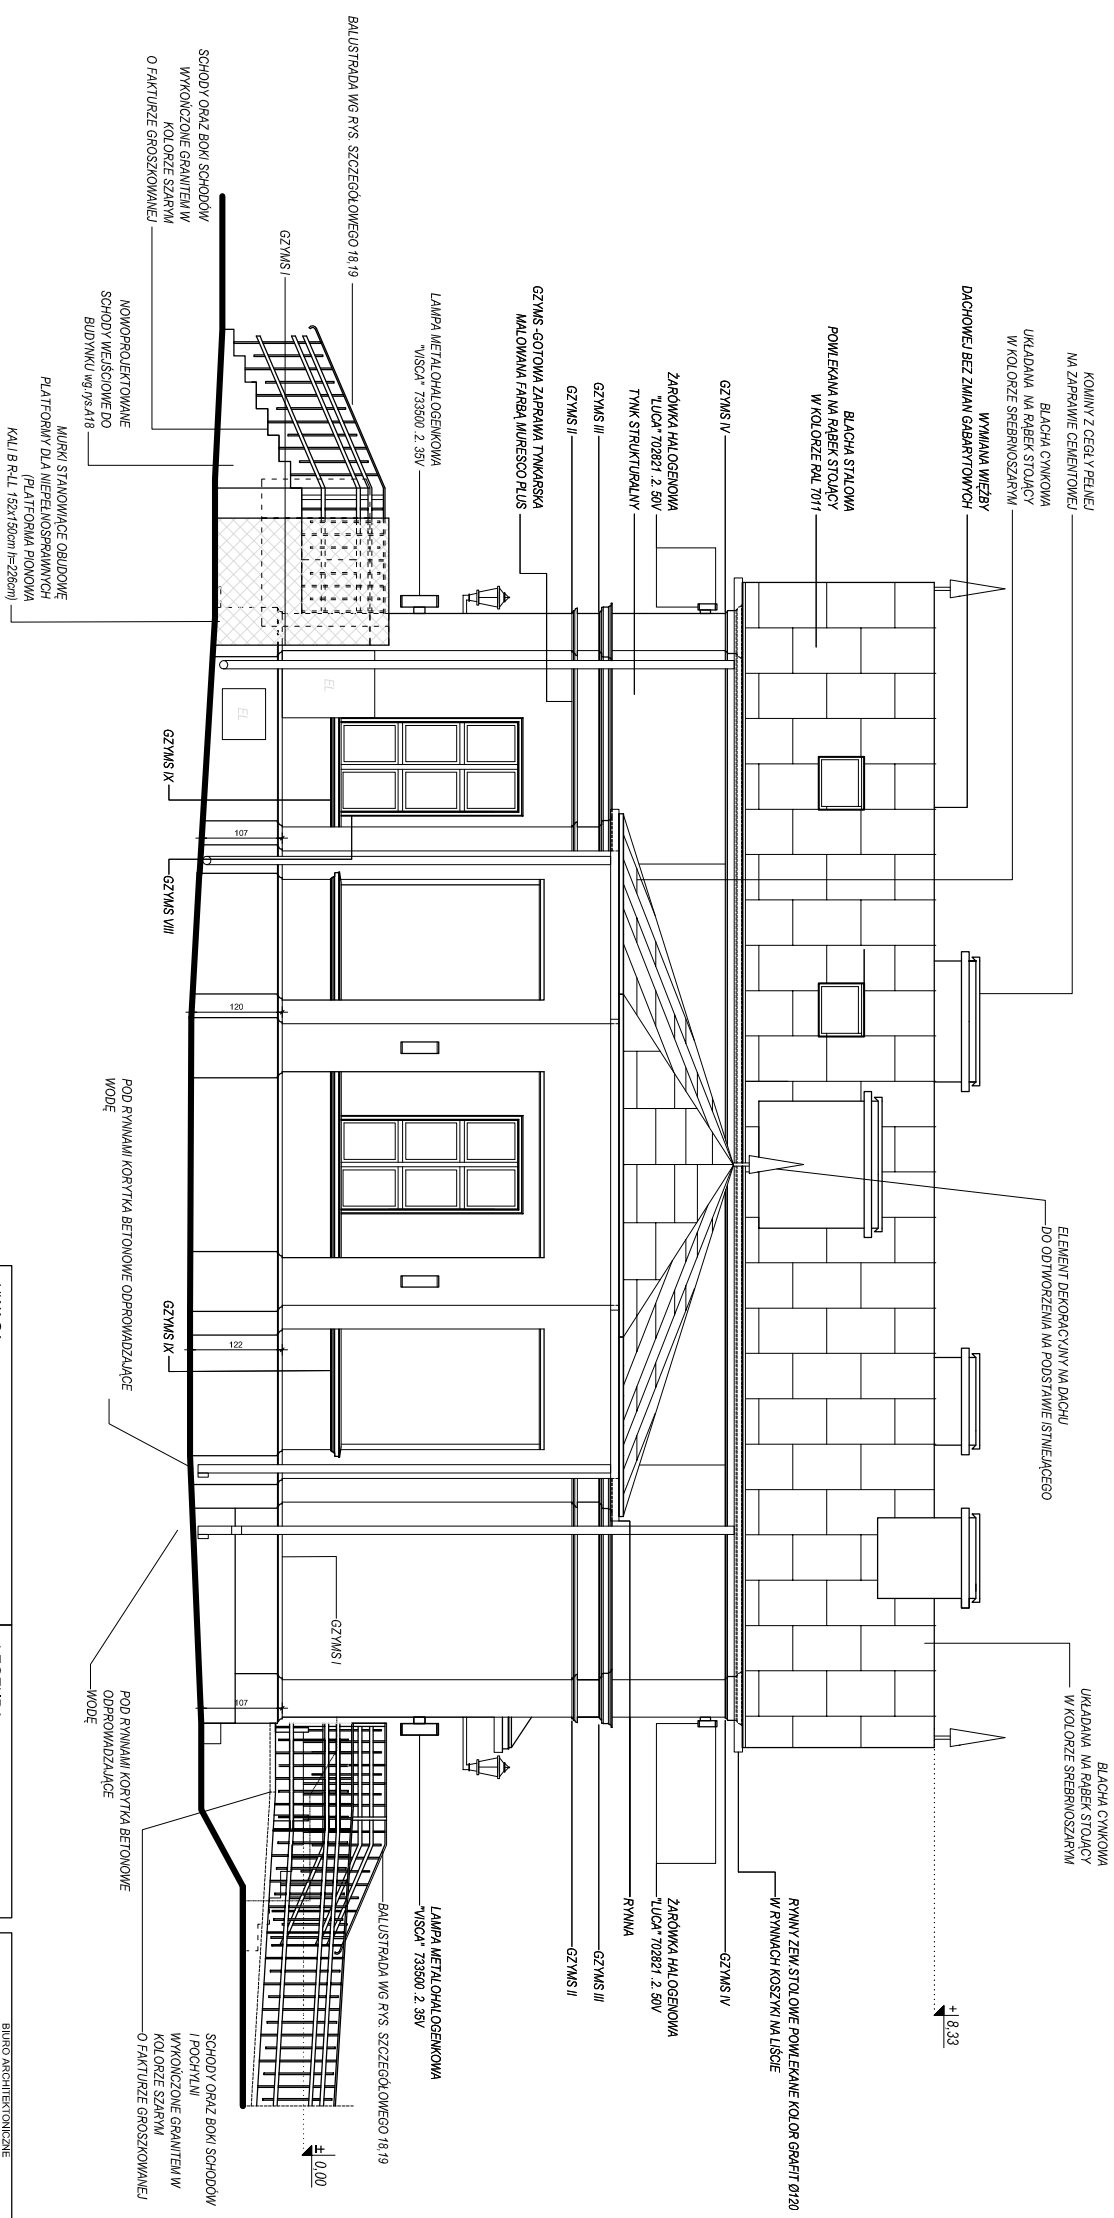 KOMINY Z CEGŁY PEŁNEJ
NA ZAPRAWIE CEMENTOWEJ
BLACHA CYNKOWA
UKŁADANA NA RĄBEK STOJĄCY
W KOLORZE SREBRNOSZARYM
WYMIANA WIĘŹBY
DACHOWEJ BEZ ZMIAN GABARYTOWYCH
BLACHA STALOWA
POWLEKANA NA RĄBEK STOJĄCY
W KOLORZE RAL 7011
GZYMS IV
ŻARÓWKA HALOGENOWA
"LUCA" 702821 .2. 50V
TYNK STRUKTURALNY
GZYMS III
GZYMS II
GZYMS -GOTOWA ZAPRAWA TYNKARSKA
MALOWANA FARBĄ MURESCO PLUS
LAMPA METALOHALOGENKOWA
"VISCA" 733500 .2. 35V
BALUSTRADA WG RYS. SZCZEGÓŁOWEGO 18,19
GZYMS I
SCHODY ORAZ BOKI SCHODÓW
WYKOŃCZONE GRANITEM W
KOLORZE SZARYM
O FAKTURZE GROSZKOWANEJ
NOWOPROJEKTOWANE
SCHODY WEJŚCIOWE DO
BUDYNKU wg.rys.A18
MURKI STANOWIĄCE OBUDOWĘ
PLATFORMY DLA NIEPEŁNOSPRAWNYCH
(PLATFORMA PIONOWA
KALI B R-LL 152x150cm h=226cm)
EL
EL
GZYMS IX
107
GZYMS VIII
120
POD RYNNAMI KORYTKA BETONOWE ODPROWADZAJĄCE
WODĘ
ELEMENT DEKORACYJNY NA DACHU
DO ODTWORZENIA NA PODSTAWIE ISTNIEJĄCEGO
GZYMS IX
122
GZYMS I
107
POD RYNNAMI KORYTKA BETONOWE
ODPROWADZAJĄCE
WODĘ
BLACHA CYNKOWA
UKŁADANA NA RĄBEK STOJĄCY
W KOLORZE SREBRNOSZARYM
+ 8,33
RYNNY ZEW.STOLOWE POWLEKANE KOLOR GRAFIT Ø120
W RYNNACH KOSZYKI NA LIŚCIE
GZYMS IV
ŻARÓWKA HALOGENOWA
"LUCA" 702821 .2. 50V
RYNNA
GZYMS III
GZYMS II
LAMPA METALOHALOGENKOWA
"VISCA" 733500 .2. 35V
BALUSTRADA WG RYS. SZCZEGÓŁOWEGO 18,19
± 0,00
SCHODY ORAZ BOKI SCHODÓW
I POCHYLNI
WYKOŃCZONE GRANITEM W
KOLORZE SZARYM
O FAKTURZE GROSZKOWANEJ
BIURO ARCHITEKTONICZNE